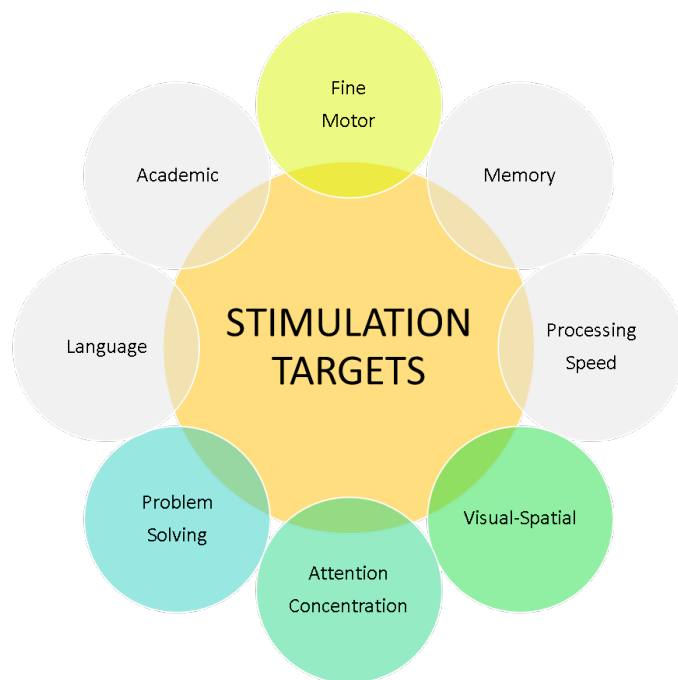 Fine
Motor
Academic
Memory
STIMULATION
TARGETS
Language
Processing
Speed
Problem
Solving
Visual-Spatial
Attention
Concentration